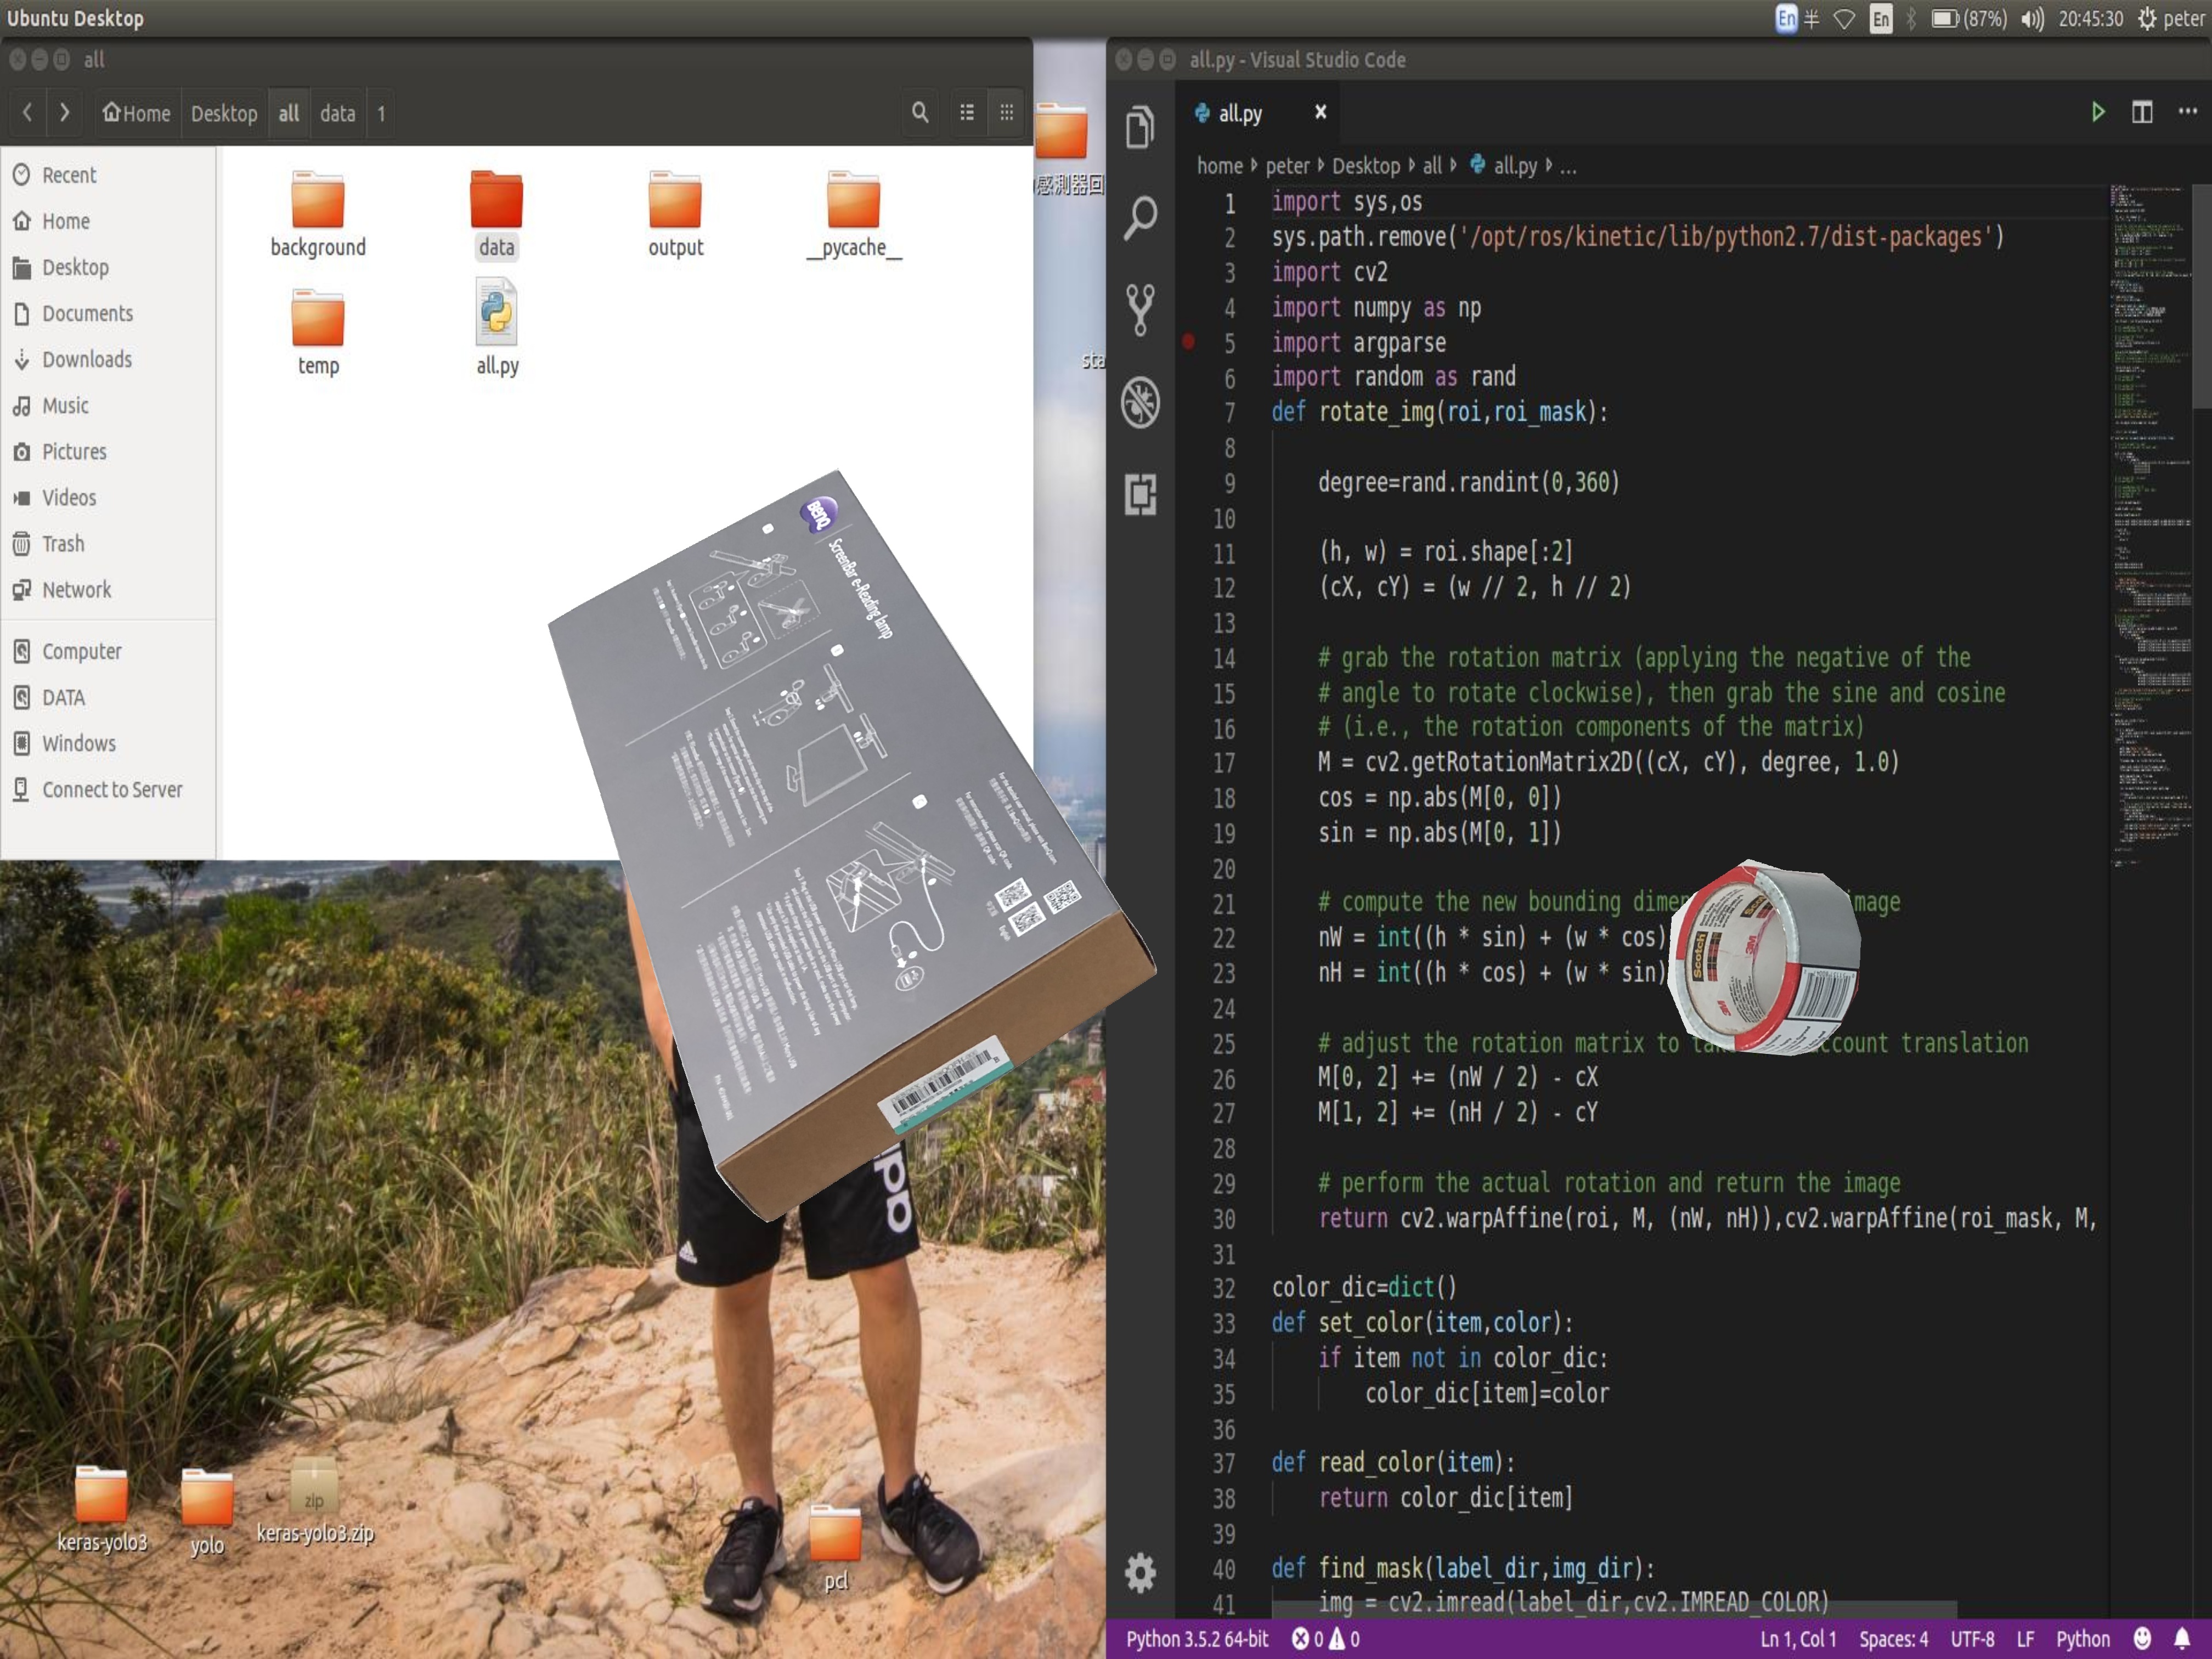 Ubuntu Desktop
En 半 En (87%) 20:45:30 peter
all
Home Desktop all data 1
Recent
Home
Desktop
Documents
Downloads
Music
Pictures
Videos
Trash
Network
Computer
DATA
Windows
Connect to Server
background data output __pycache__
temp all.py
感測器回
sta
BenQ
ScreenBar e-Reading lamp
English
keras-yolo3
yolo
zip
keras-yolo3.zip
pcl
all.py - Visual Studio Code
all.py
home peter Desktop all all.py ...
1 import sys,os
2 sys.path.remove('/opt/ros/kinetic/lib/python2.7/dist-packages')
3 import cv2
4 import numpy as np
5 import argparse
6 import random as rand
7 def rotate_img(roi,roi_mask):
8
9 degree=rand.randint(0,360)
10
11 (h, w) = roi.shape[:2]
12 (cX, cY) = (w // 2, h // 2)
13
14 # grab the rotation matrix (applying the negative of the
15 # angle to rotate clockwise), then grab the sine and cosine
16 # (i.e., the rotation components of the matrix)
17 M = cv2.getRotationMatrix2D((cX, cY), degree, 1.0)
18 cos = np.abs(M[0, 0])
19 sin = np.abs(M[0, 1])
20
21 # compute the new bounding dime mage
22 nW = int((h * sin) + (w * cos)
23 nH = int((h * cos) + (w * sin)
24
25 # adjust the rotation matrix to ta count translation
26 M[0, 2] += (nW / 2) - cX
27 M[1, 2] += (nH / 2) - cY
28
29 # perform the actual rotation and return the image
30 return cv2.warpAffine(roi, M, (nW, nH)),cv2.warpAffine(roi_mask, M,
31
32 color_dic=dict()
33 def set_color(item,color):
34 if item not in color_dic:
35 color_dic[item]=color
36
37 def read_color(item):
38 return color_dic[item]
39
40 def find_mask(label_dir,img_dir):
41 img = cv2.imread(label_dir,cv2.IMREAD_COLOR)
Scotch
3M
3M
Python 3.5.2 64-bit 0 0 Ln 1, Col 1 Spaces: 4 UTF-8 LF Python